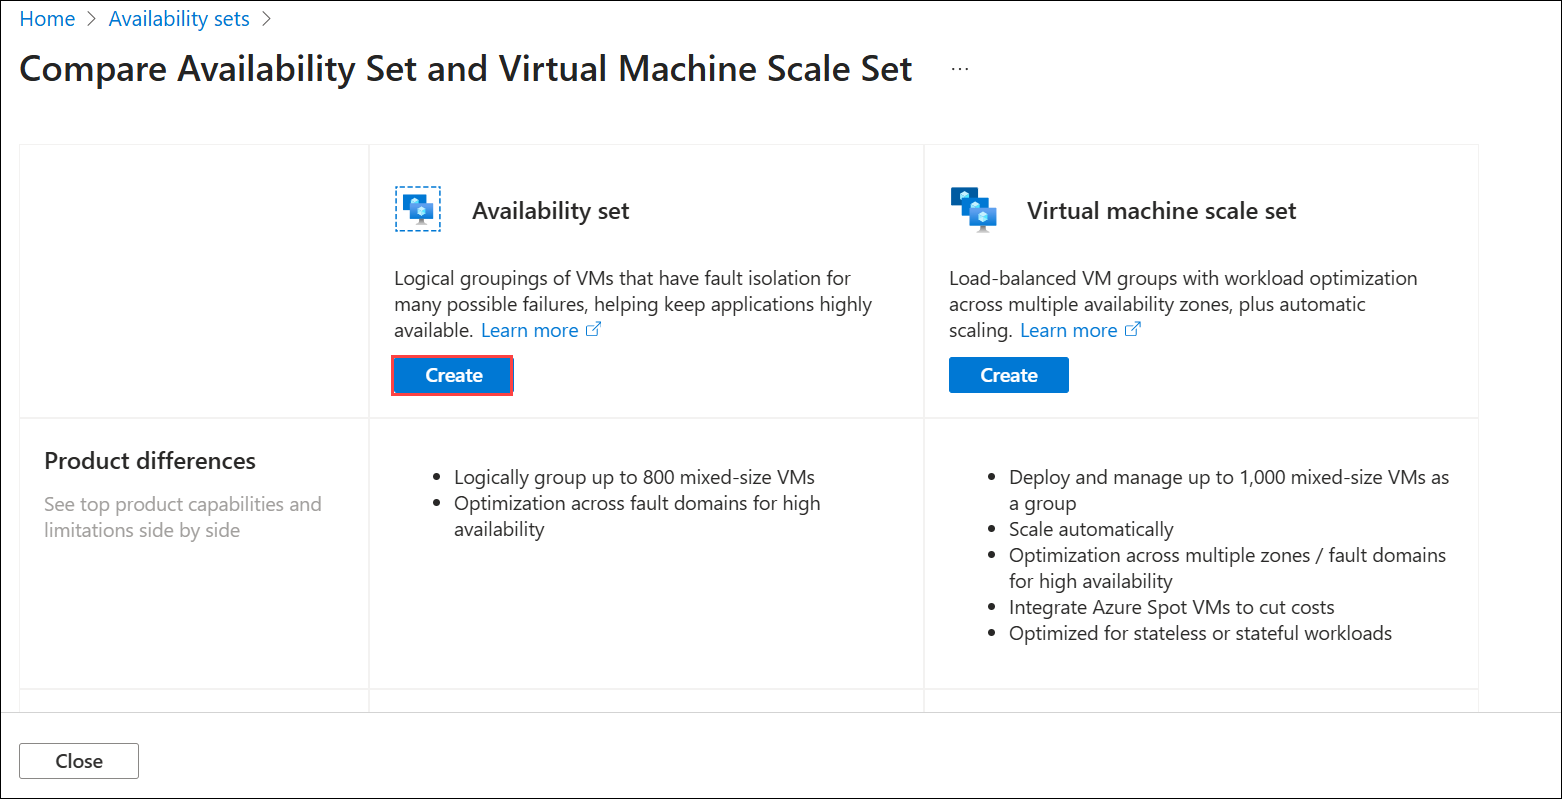 Home > Availability sets >
Compare Availability Set and Virtual Machine Scale Set ...
Availability set
Logical groupings of VMs that have fault isolation for
many possible failures, helping keep applications highly
available. Learn more
Create
Virtual machine scale set
Load-balanced VM groups with workload optimization
across multiple availability zones, plus automatic
scaling. Learn more
Create
Product differences
See top product capabilities and
limitations side by side
• Logically group up to 800 mixed-size VMs
• Optimization across fault domains for high
availability
• Deploy and manage up to 1,000 mixed-size VMs as
a group
• Scale automatically
• Optimization across multiple zones / fault domains
for high availability
• Integrate Azure Spot VMs to cut costs
• Optimized for stateless or stateful workloads
Close